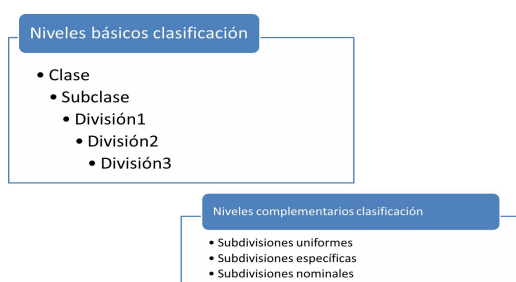 Niveles básicos clasificación
• Clase
• Subclase
• División1
• División2
• División3
Niveles complementarios clasificación
• Subdivisiones uniformes
• Subdivisiones específicas
• Subdivisiones nominales